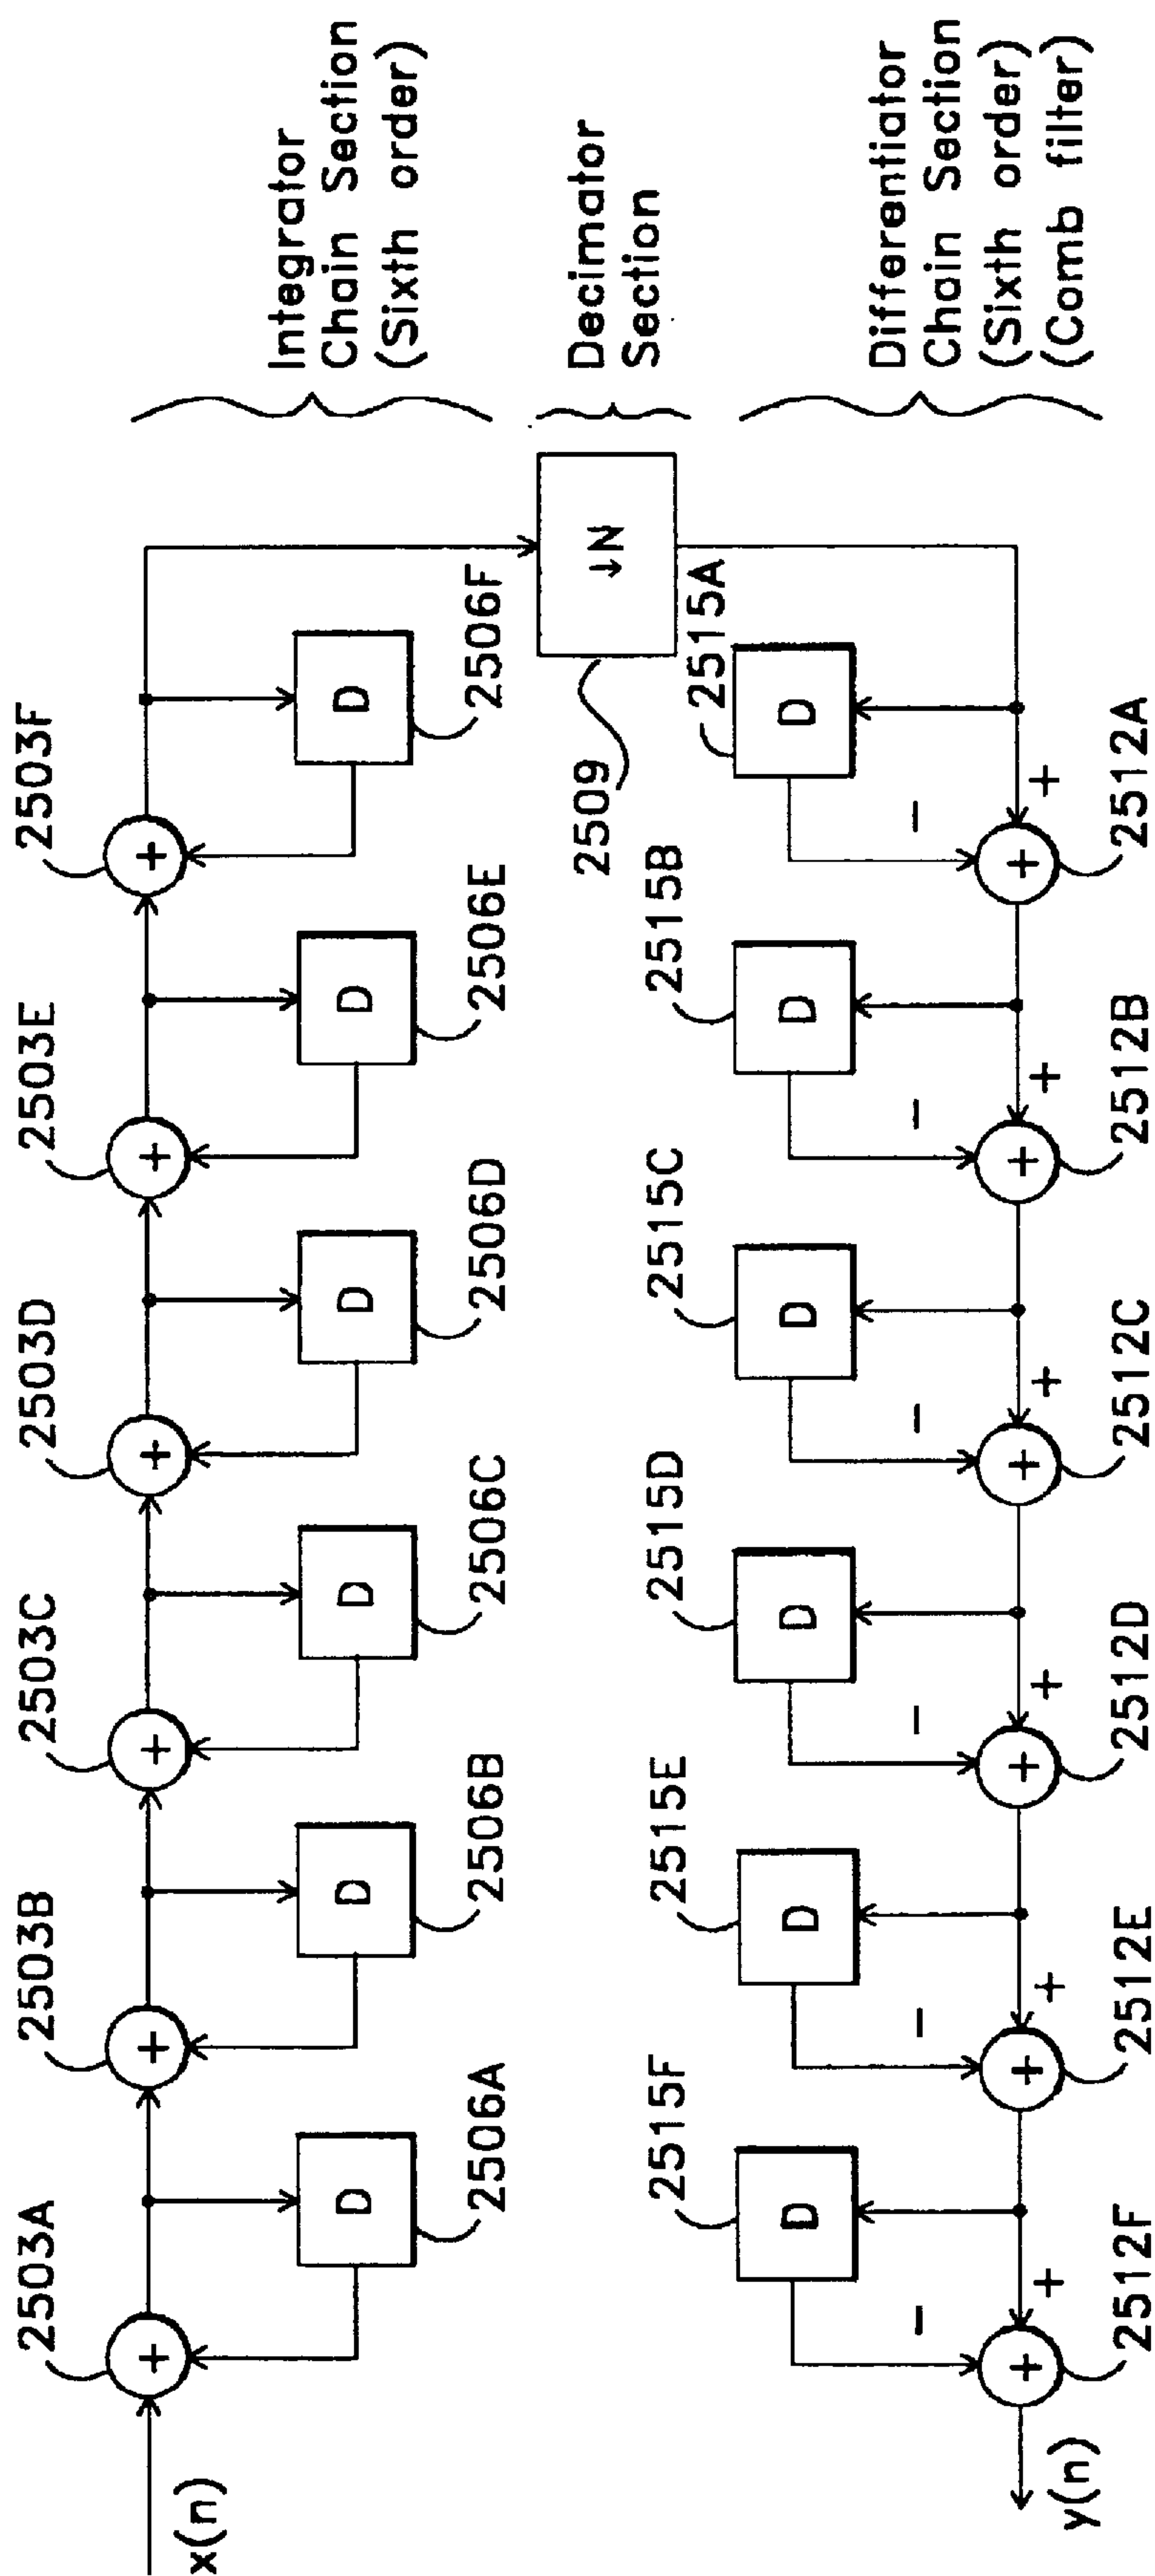 2503A 2503B 2503C 2503D 2503E 2503F
+ + + + + +
x(n)
Integrator
Chain Section
(Sixth order)
D D D D D D
2506A 2506B 2506C 2506D 2506E 2506F
2509
↓N
Decimator
Section
2515F 2515E 2515D 2515C 2515B 2515A
D D D D D D
Differentiator
Chain Section
(Sixth order)
(Comb filter)
− − − − − −
+ + + + + +
+ + + + + +
y(n)
2512F 2512E 2512D 2512C 2512B 2512A